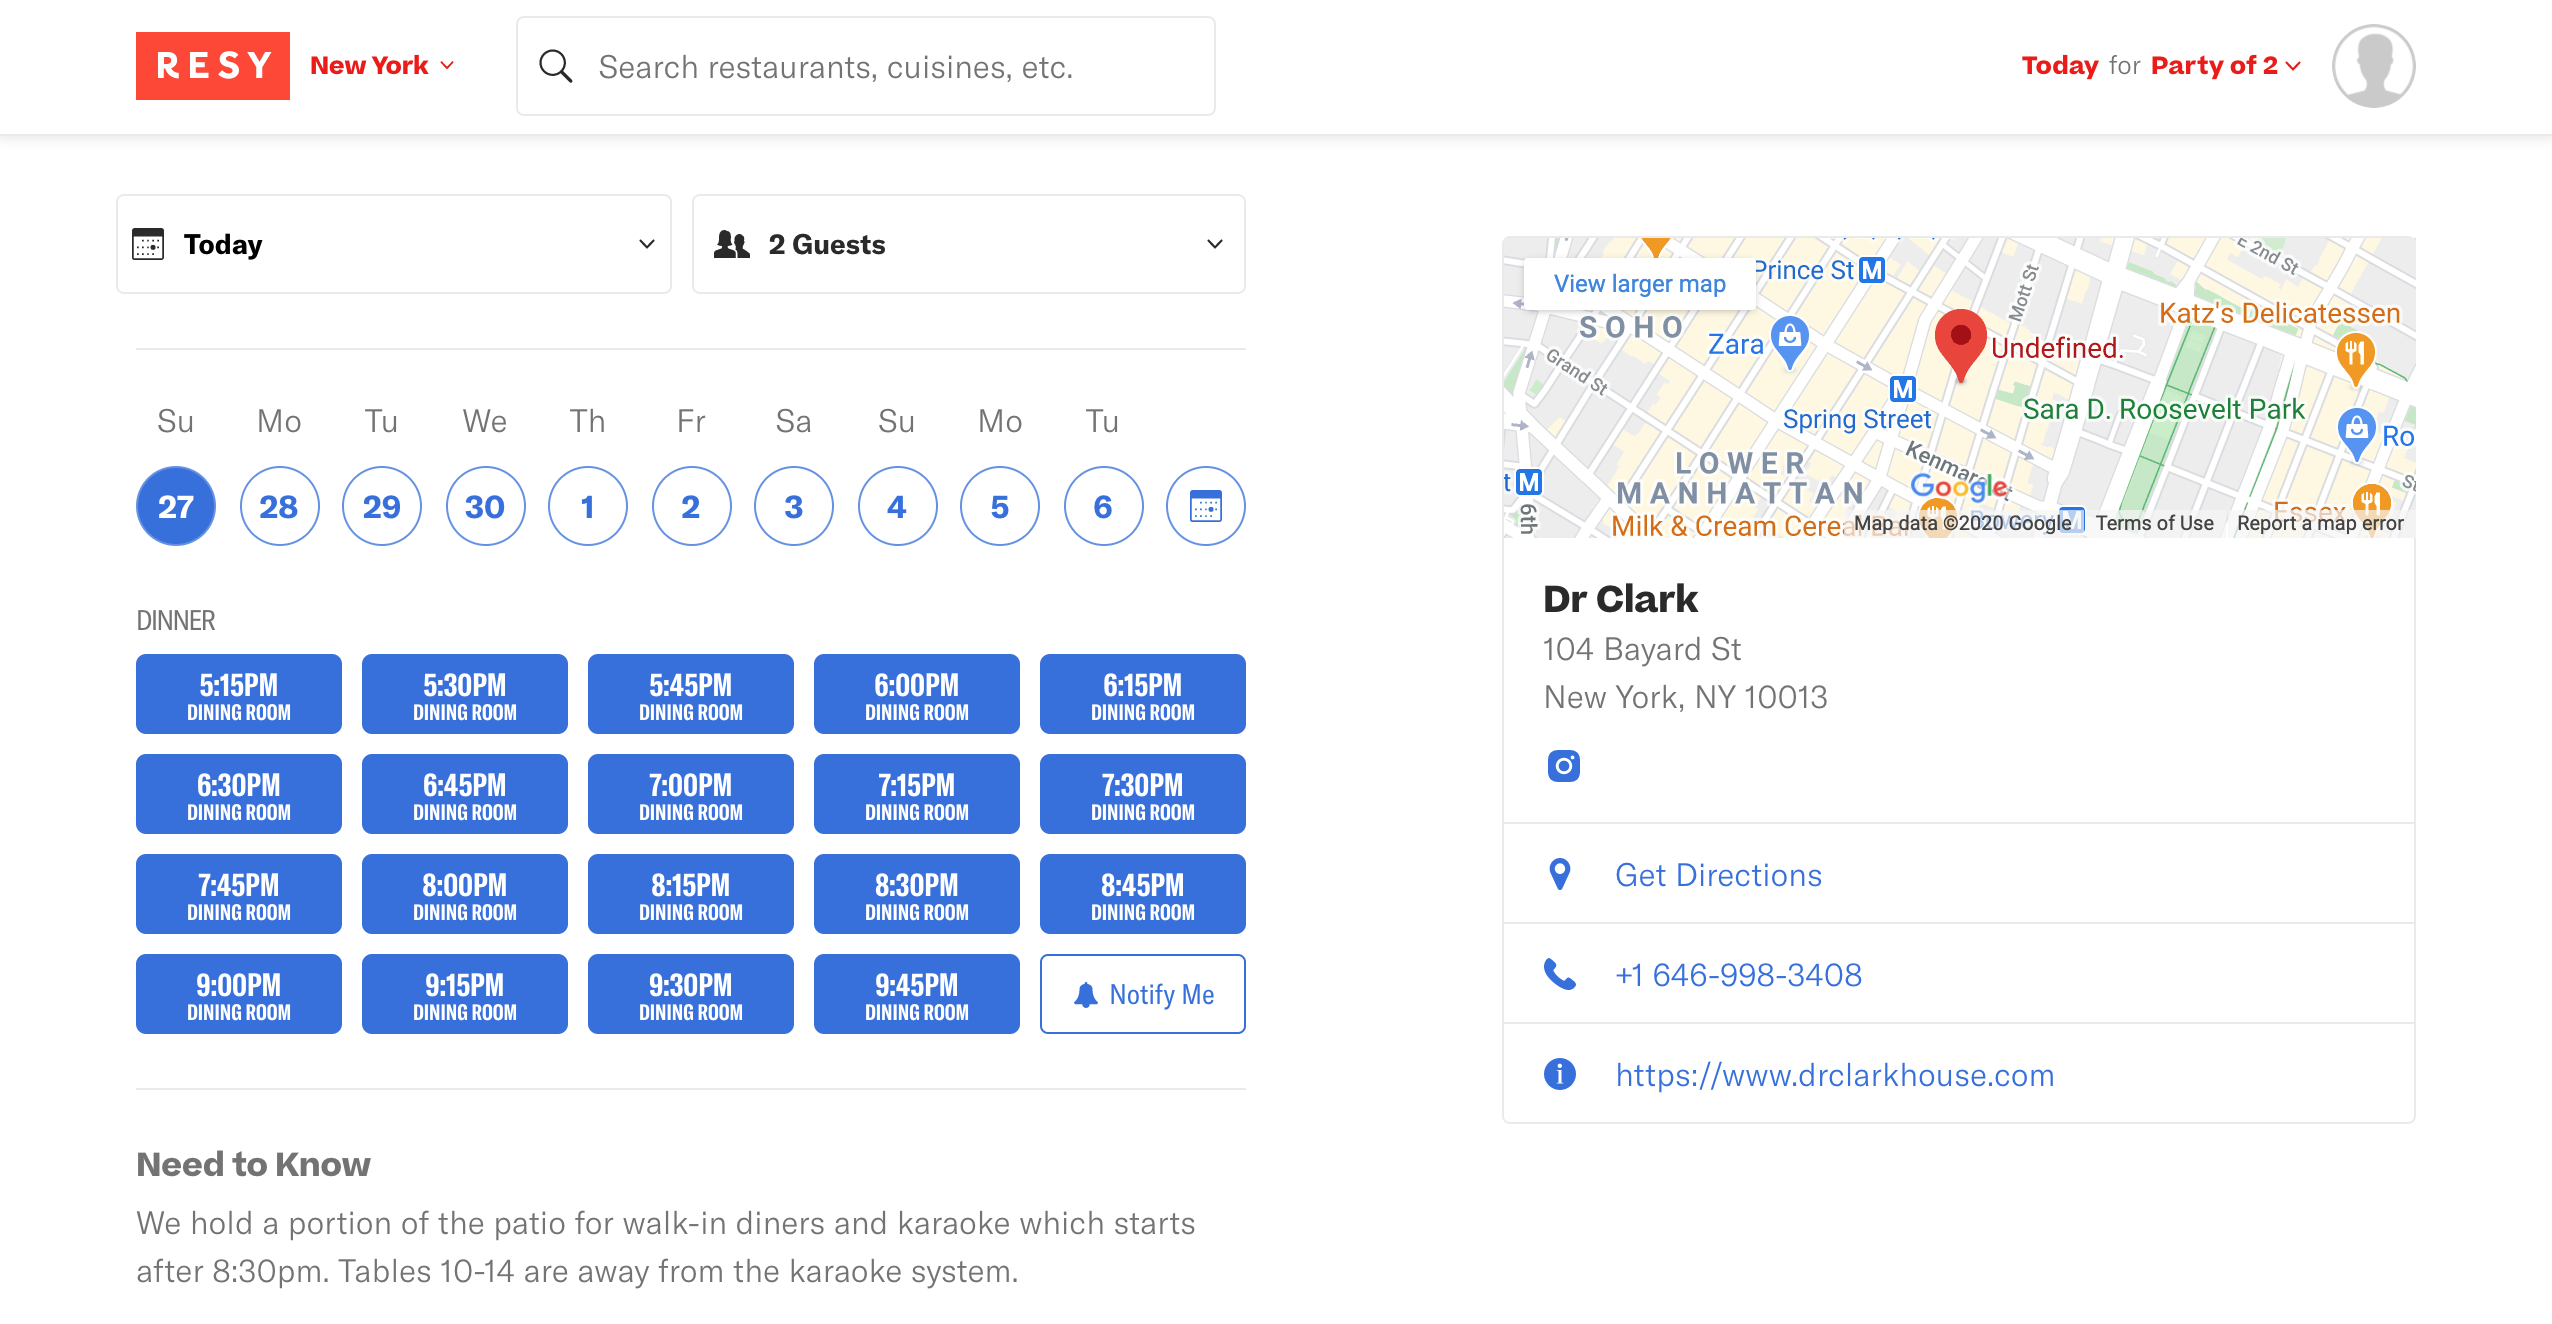 RESY
New York
Search restaurants, cuisines, etc.
Today for Party of 2
Today
2 Guests
Su Mo Tu We Th Fr Sa Su Mo Tu
27 28 29 30 1 2 3 4 5 6
DINNER
5:15PM
DINING ROOM
5:30PM
DINING ROOM
5:45PM
DINING ROOM
6:00PM
DINING ROOM
6:15PM
DINING ROOM
6:30PM
DINING ROOM
6:45PM
DINING ROOM
7:00PM
DINING ROOM
7:15PM
DINING ROOM
7:30PM
DINING ROOM
7:45PM
DINING ROOM
8:00PM
DINING ROOM
8:15PM
DINING ROOM
8:30PM
DINING ROOM
8:45PM
DINING ROOM
9:00PM
DINING ROOM
9:15PM
DINING ROOM
9:30PM
DINING ROOM
9:45PM
DINING ROOM
Notify Me
Need to Know
We hold a portion of the patio for walk-in diners and karaoke which starts
after 8:30pm. Tables 10-14 are away from the karaoke system.
E 2nd St
View larger map
Prince St M
Mott St
Katz's Delicatessen
SOHO
Zara
Undefined.
Grand St
M
Spring Street
Sara D. Roosevelt Park
Ro
LOWER
MANHATTAN
M
6th
Google
Milk & Cream Cereal Bar
Essex
Map data ©2020 Google
Terms of Use
Report a map error
Dr Clark
104 Bayard St
New York, NY 10013
Get Directions
+1 646-998-3408
https://www.drclarkhouse.com